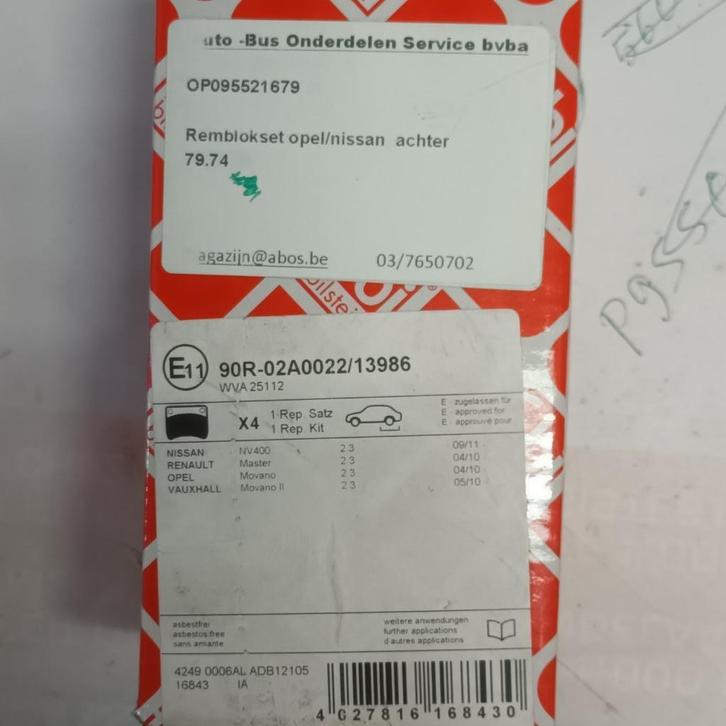 uto -Bus Onderdelen Service bvba
OP095521679
Remblokset opel/nissan achter
79.74
agazijn@abos.be 03/7650702
bilstein
E11 90R-02A0022/13986
WVA 25112
X4 1 Rep. Satz
1 Rep. Kit
E - zugelassen für
E - approved for
E - approuvé pour
NISSAN NV400 2.3 09/11 -
RENAULT Master 2.3 04/10
OPEL Movano 2.3 04/10
VAUXHALL Movano II 2.3 05/10
asbestfrei
asbestos free
sans amiante
weitere anwendungen
further applications
d'autres applications
4249 0006AL ADB12105
16843 IA
4 027816 168430